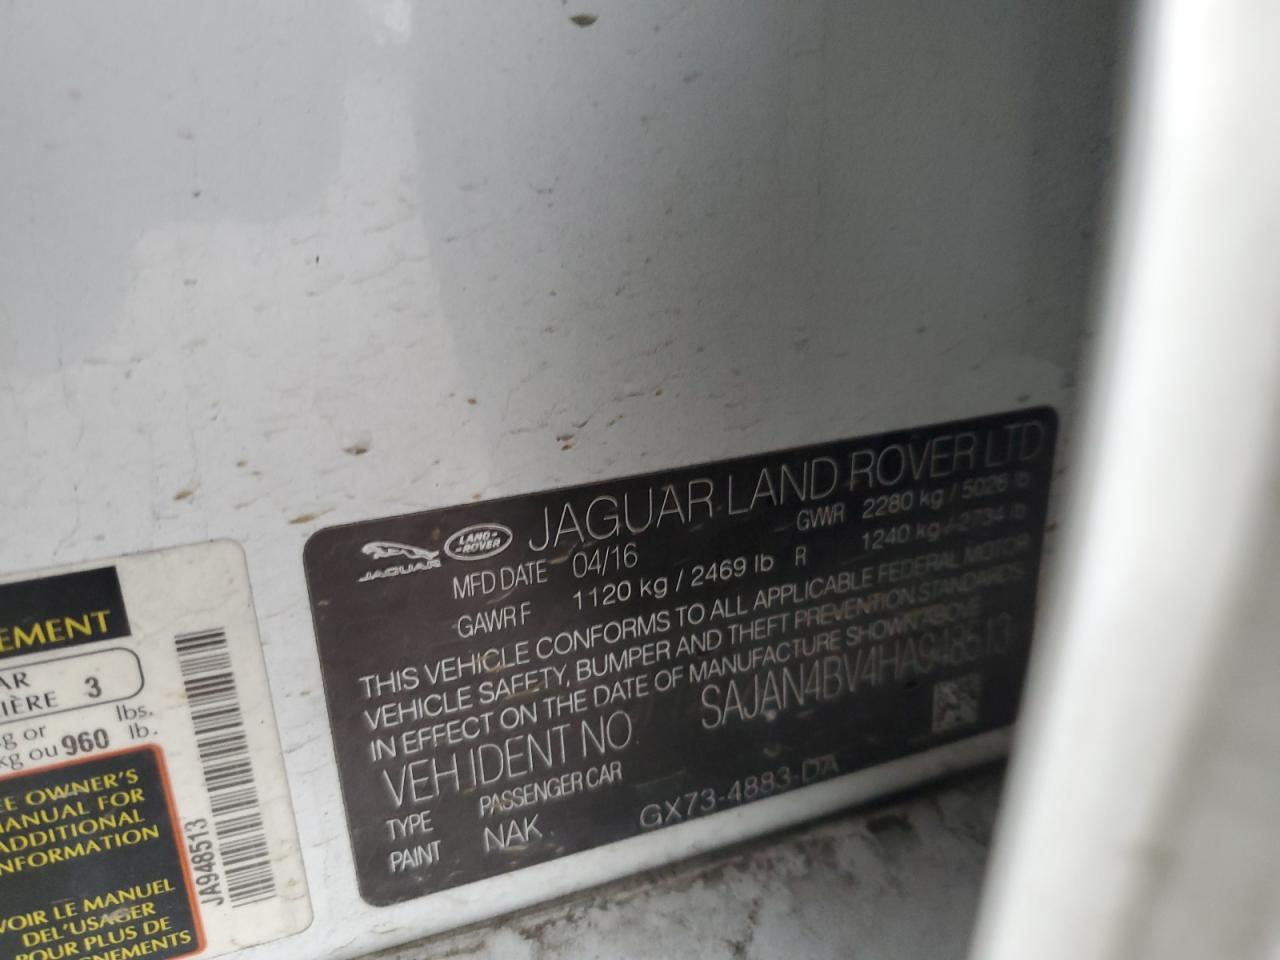 JAGUAR
LAND-
-ROVER
JAGUAR LAND ROVER LTD
MFD DATE 04/16 GVWR 2280 kg / 5026 lb
GAWR F 1120 kg / 2469 lb R 1240 kg / 2734 lb
THIS VEHICLE CONFORMS TO ALL APPLICABLE FEDERAL MOTOR
VEHICLE SAFETY, BUMPER AND THEFT PREVENTION STANDARDS
IN EFFECT ON THE DATE OF MANUFACTURE SHOWN ABOVE
VEH IDENT NO SAJAN4BV4HA948513
TYPE PASSENGER CAR
PAINT NAK GX73-4883-DA
EMENT
AR
IÈRE 3
g or lbs.
kg ou 960 lb.
EE OWNER'S
MANUAL FOR
ADDITIONAL
NFORMATION
VOIR LE MANUEL
DEL'USAGER
POUR PLUS DE
GNEMENTS
JA948513